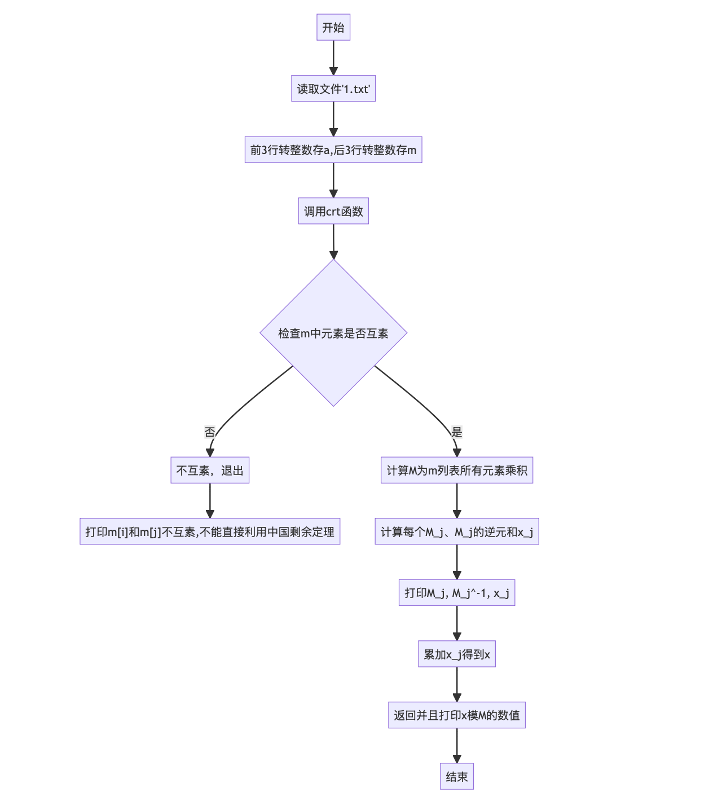 开始
读取文件'1.txt'
前3行转整数存a,后3行转整数存m
调用crt函数
检查m中元素是否互素
否
是
不互素，退出
计算M为m列表所有元素乘积
打印m[i]和m[j]不互素,不能直接利用中国剩余定理
计算每个M_j、M_j的逆元和x_j
打印M_j, M_j^-1, x_j
累加x_j得到x
返回并且打印x模M的数值
结束